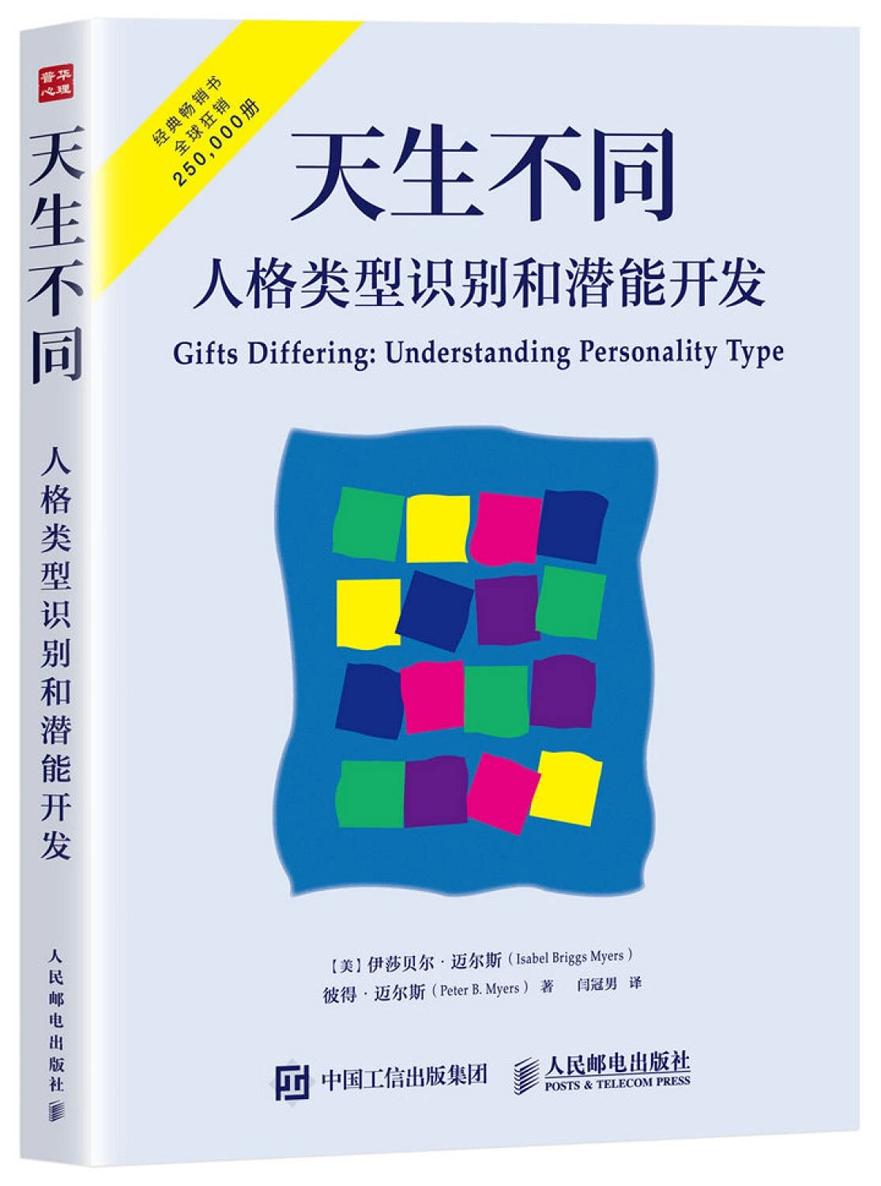 普华
心理
天生不同
人格类型识别和潜能开发
人民邮电出版社
经典畅销书
全球狂销
250,000册
天生不同
人格类型识别和潜能开发
Gifts Differing: Understanding Personality Type
【美】伊莎贝尔·迈尔斯(Isabel Briggs Myers)
彼得·迈尔斯(Peter B. Myers) 著 闫冠男 译
中国工信出版集团
人民邮电出版社
POSTS & TELECOM PRESS